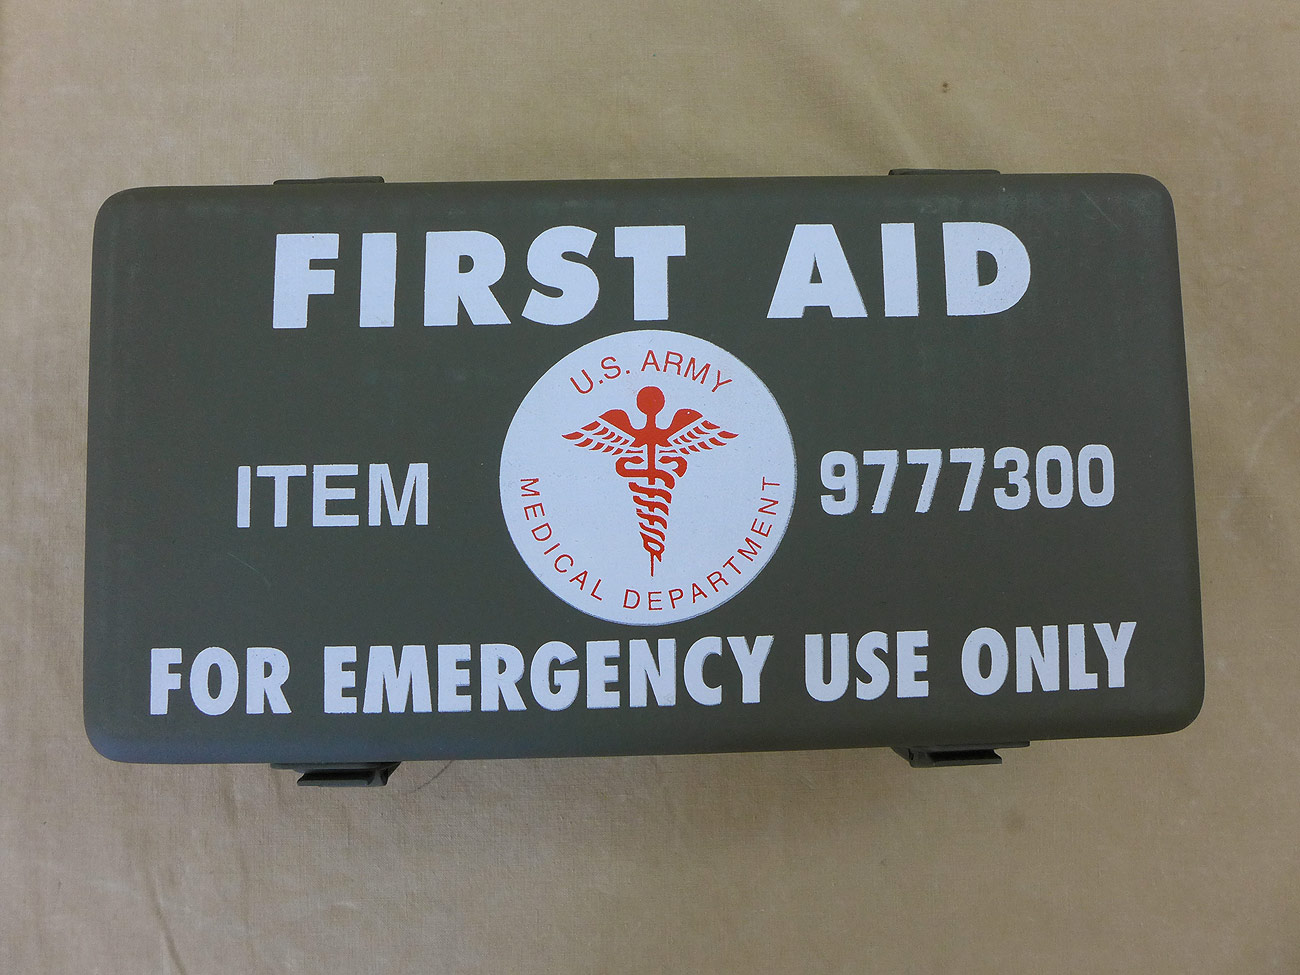 FIRST AID
U.S. ARMY
ITEM
9777300
MEDICAL DEPARTMENT
FOR EMERGENCY USE ONLY